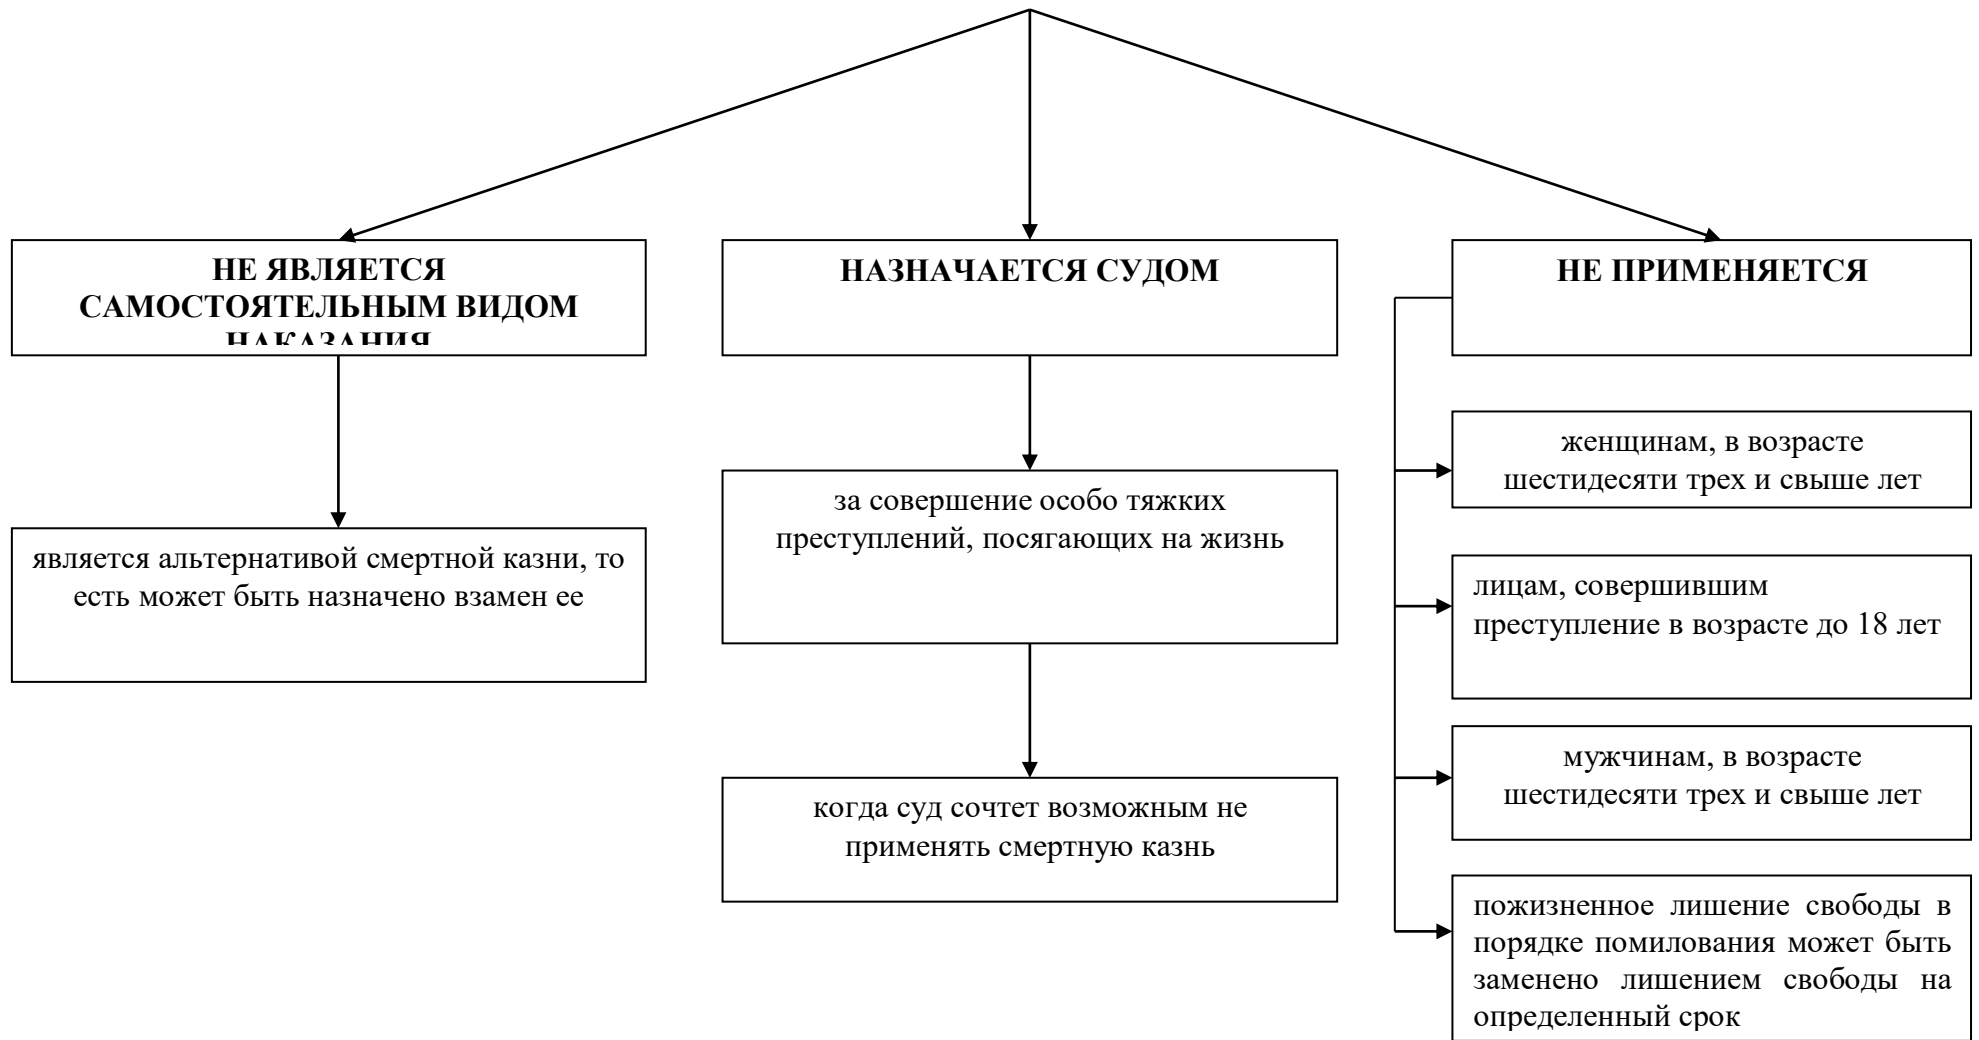 НЕ ЯВЛЯЕТСЯ
САМОСТОЯТЕЛЬНЫМ ВИДОМ
НАКАЗАНИЯ
является альтернативой смертной казни, то
есть может быть назначено взамен ее
НАЗНАЧАЕТСЯ СУДОМ
за совершение особо тяжких
преступлений, посягающих на жизнь
когда суд сочтет возможным не
применять смертную казнь
НЕ ПРИМЕНЯЕТСЯ
женщинам, в возрасте
шестидесяти трех и свыше лет
лицам, совершившим
преступление в возрасте до 18 лет
мужчинам, в возрасте
шестидесяти трех и свыше лет
пожизненное лишение свободы в
порядке помилования может быть
заменено лишением свободы на
определенный срок